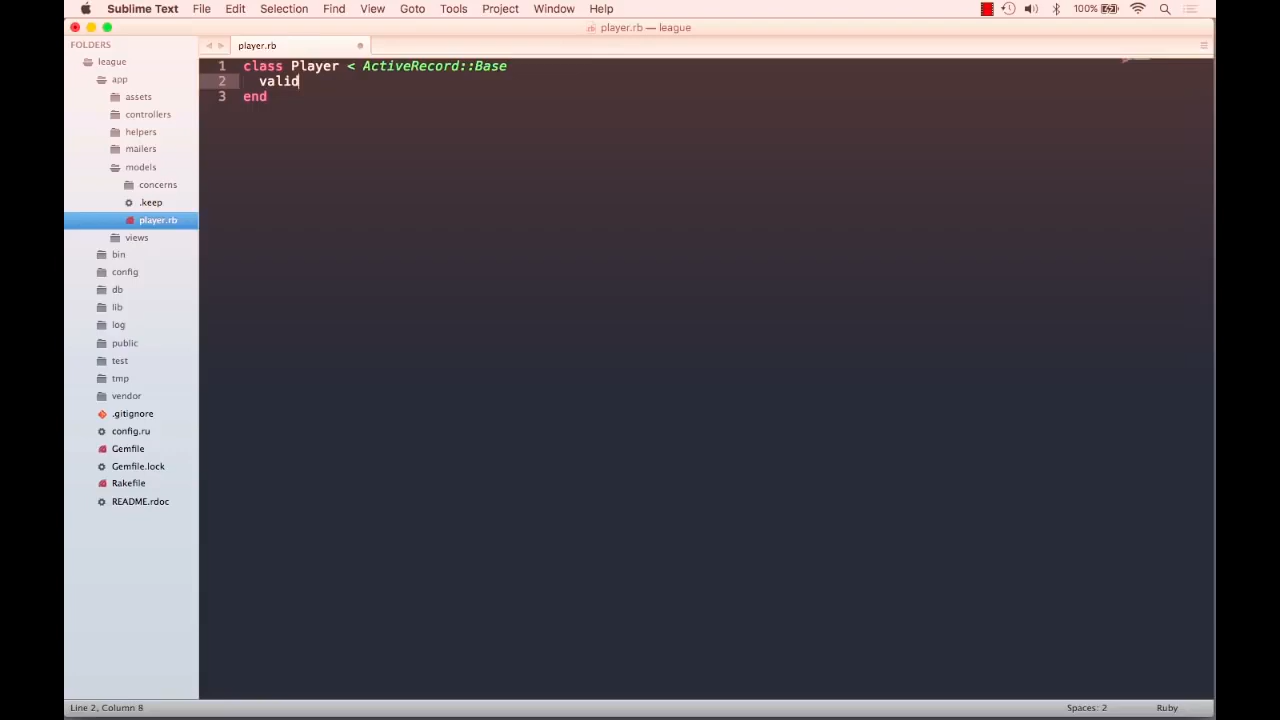 Sublime Text File Edit Selection Find View Goto Tools Project Window Help 100%
player.rb — league
FOLDERS
league
app
assets
controllers
helpers
mailers
models
concerns
.keep
player.rb
views
bin
config
db
lib
log
public
test
tmp
vendor
.gitignore
config.ru
Gemfile
Gemfile.lock
Rakefile
README.rdoc
player.rb
1 class Player < ActiveRecord::Base
2 valid
3 end
Line 2, Column 8 Spaces: 2 Ruby